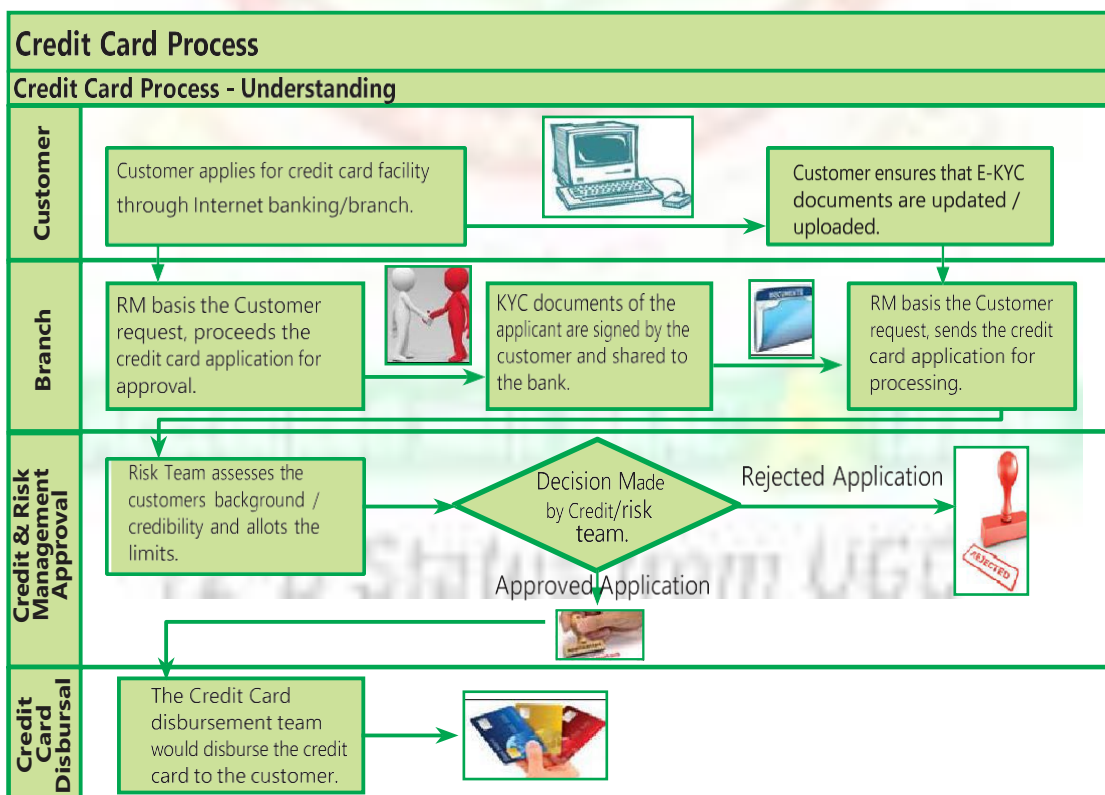 Credit Card Process
Credit Card Process - Understanding
Customer
Customer applies for credit card facility
through Internet banking/branch.
Customer ensures that E-KYC
documents are updated /
uploaded.
Branch
RM basis the Customer
request, proceeds the
credit card application for
approval.
KYC documents of the
applicant are signed by the
customer and shared to
the bank.
DOCUMENTS
RM basis the Customer
request, sends the credit
card application for
processing.
Credit & Risk
Management
Approval
Risk Team assesses the
customers background /
credibility and allots the
limits.
Decision Made
by Credit/risk
team.
Rejected Application
REJECTED
Approved Application
Credit
Card
Disbursal
The Credit Card
disbursement team
would disburse the credit
card to the customer.